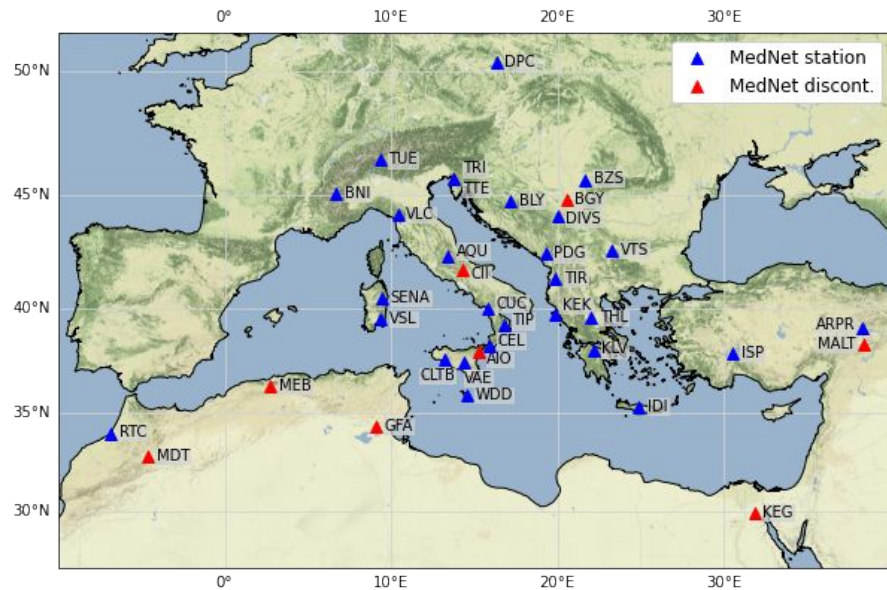 0° 10°E 20°E 30°E
MedNet station
MedNet discont.
50°N
DPC
TUE
TRI
TTE
BZS
45°N
BNI
BLY
BGY
VLC
DIVS
AQU
PDG
VTS
CII
TIR
SENA
CUC
KEK
40°N
VSL
TIP
THL
ARPR
CEL
KLV
ISP
MALT
AIO
CLTB
VAE
MEB
WDD
35°N
IDI
GFA
RTC
MDT
30°N
KEG
0° 10°E 20°E 30°E